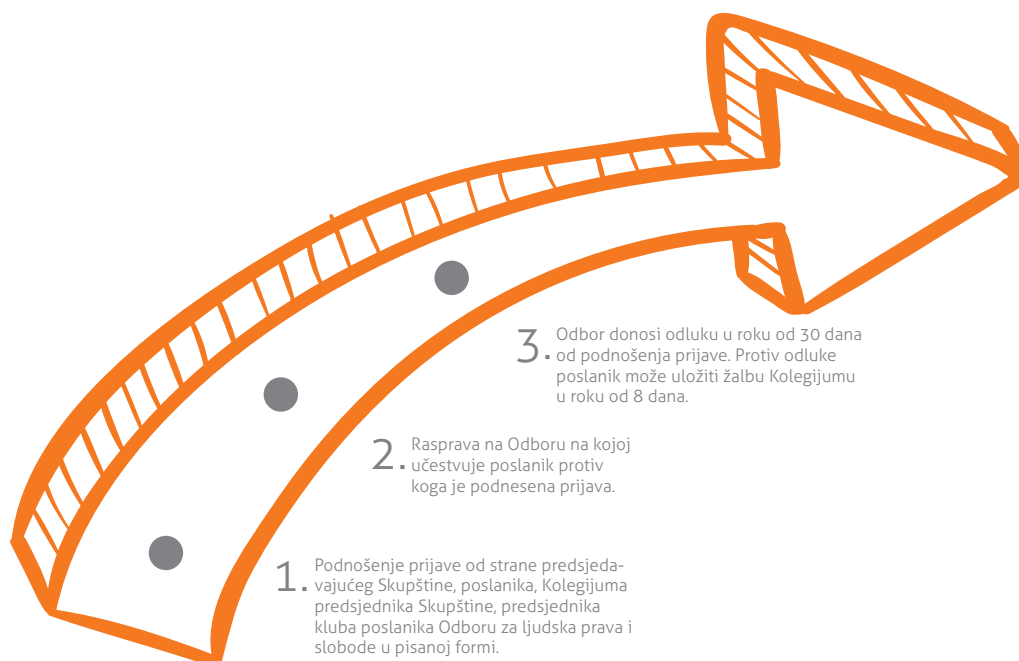 3. Odbor donosi odluku u roku od 30 dana
od podnošenja prijave. Protiv odluke
poslanik može uložiti žalbu Kolegijumu
u roku od 8 dana.
2. Rasprava na Odboru na kojoj
učestvuje poslanik protiv
koga je podnesena prijava.
1. Podnošenje prijave od strane predsjeda-
vajućeg Skupštine, poslanika, Kolegijuma
predsjednika Skupštine, predsjednika
kluba poslanika Odboru za ljudska prava i
slobode u pisanoj formi.